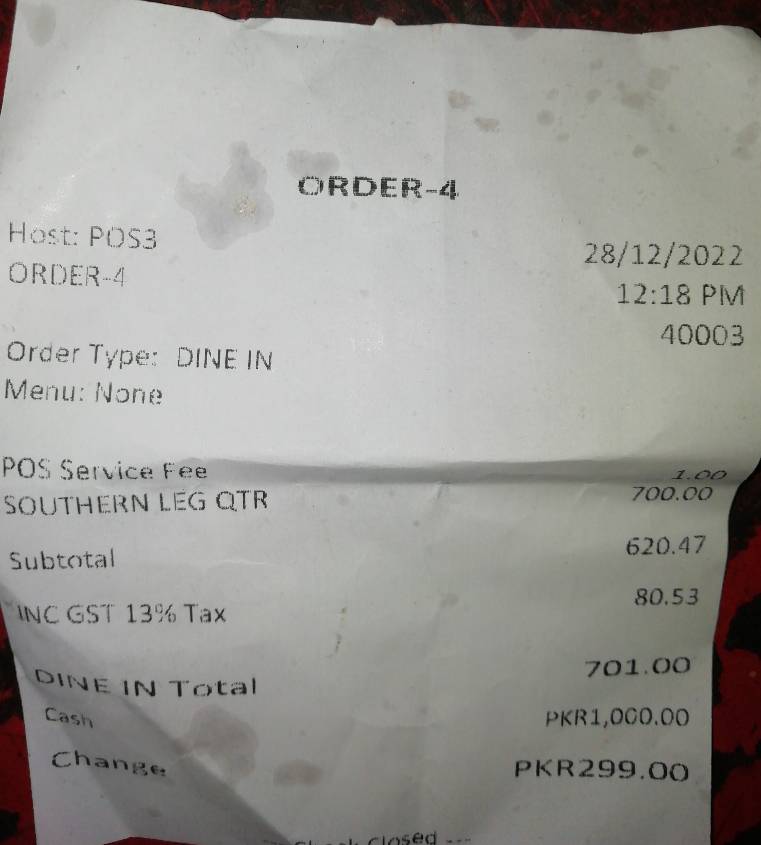 ORDER-4
Host: POS3 28/12/2022
ORDER-4 12:18 PM
40003
Order Type: DINE IN
Menu: None
POS Service Fee 1.00
SOUTHERN LEG QTR 700.00
Subtotal 620.47
INC GST 13% Tax 80.53
DINE IN Total 701.00
Cash PKR1,000.00
Change PKR299.00
Check Closed ---